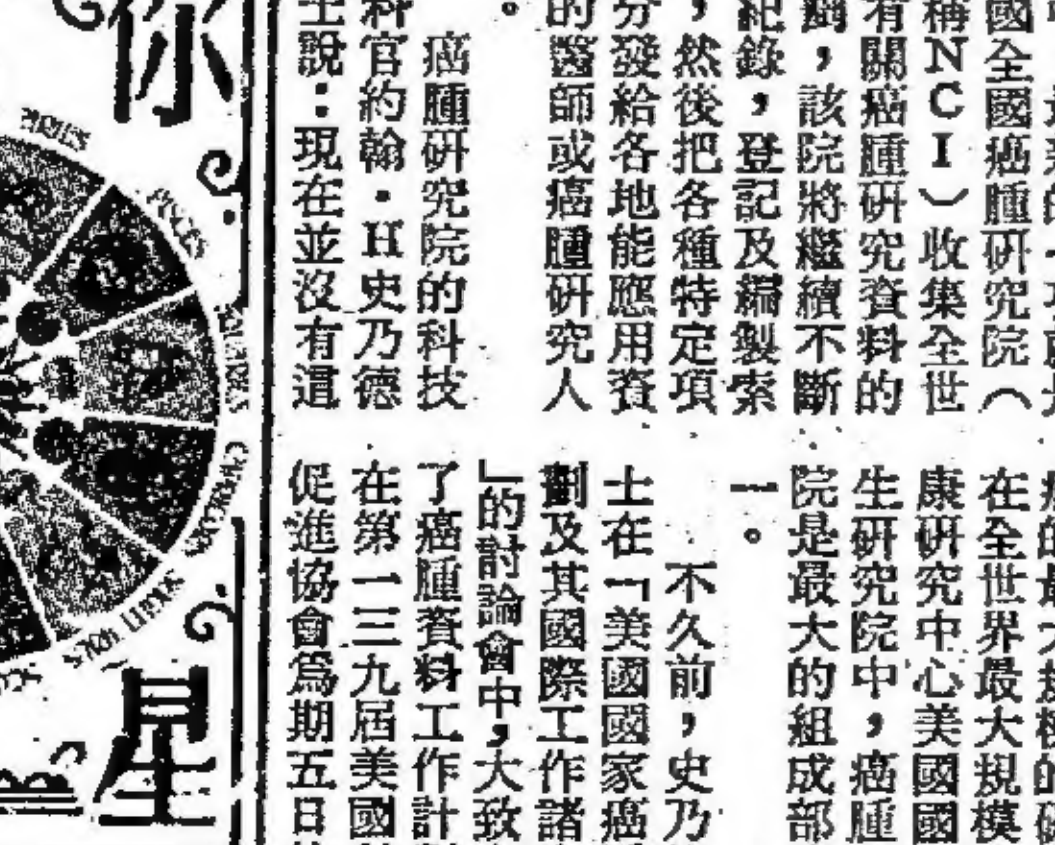 國全國癌腫研究院（
稱ＮＣＩ）收集全世
有關癌腫研究資料的
，該院將繼續不斷
紀錄，登記及編製索
，然後把各種特定項
分發給各地能應用資
的醫師或癌腫研究人
。
癌腫研究院的科技
科官約翰・Ｈ史乃德
士說：現在並沒有這
在全世界最大規模
康研究中心美國國
生研究院中，癌腫
院是最大的組成部
一。
不久前，史乃
士在「美國國家癌
劃及其國際工作諸
」的討論會中，大致
了癌腫資料工作計
在第一三九屆美國
促進協會爲期五日
你
星
ARIES
PISCES